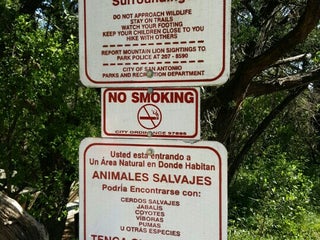 Surroundings
DO NOT APPROACH WILDLIFE
STAY ON TRAILS
WATCH YOUR FOOTING
KEEP YOUR CHILDREN CLOSE TO YOU
HIKE WITH OTHERS
REPORT MOUNTAIN LION SIGHTINGS TO:
PARK POLICE AT 207 - 8590
CITY OF SAN ANTONIO
PARKS AND RECREATION DEPARTMENT
NO SMOKING
CITY ORDINANCE 97695
Usted está entrando a
Un Área Natural en Donde Habitan
ANIMALES SALVAJES
Podría Encontrarse con:
CERDOS SALVAJES
JABALÍS
COYOTES
VÍBORAS
PUMAS
U OTRAS ESPECIES